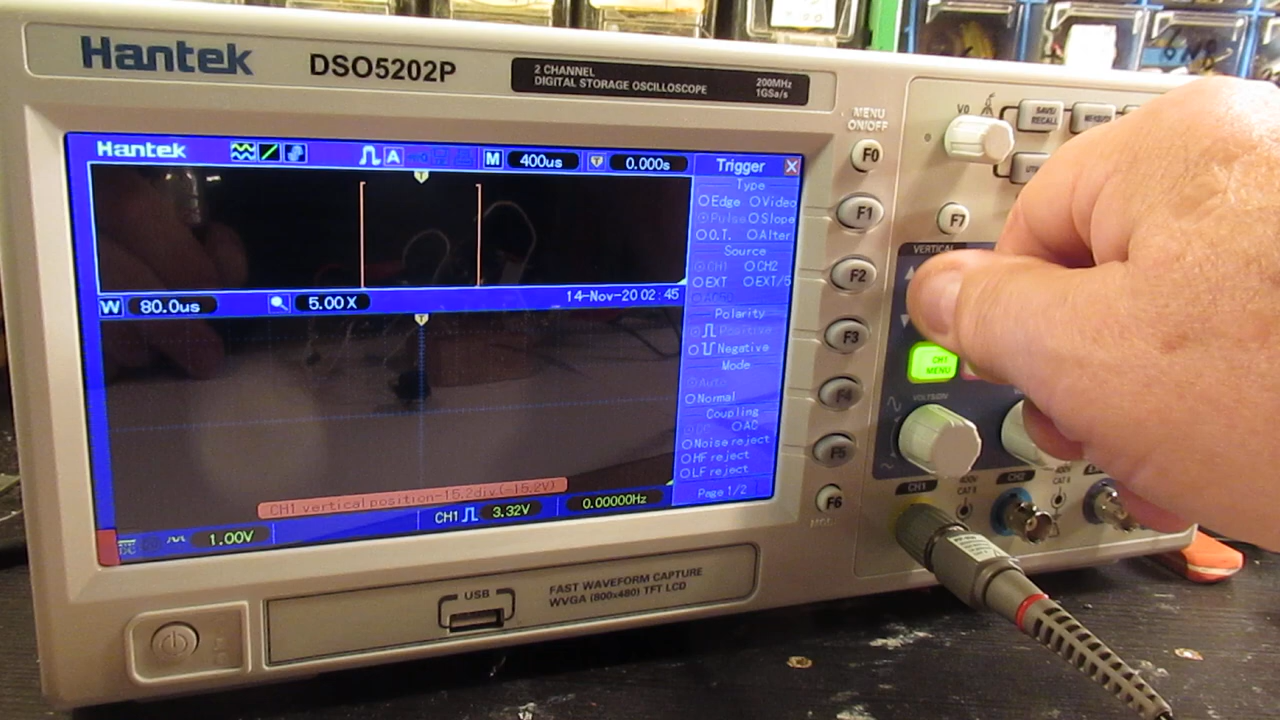 Hantek
DSO5202P
2 CHANNEL
DIGITAL STORAGE OSCILLOSCOPE
200MHz
1GSa/s
MENU
ON/OFF
V0
SAVE/
RECALL
Hantek
A
M
400us
T
0.000s
Trigger
T
Type
Edge
Video
Pulse
Slope
O.T.
Alter
Source
CH1
CH2
EXT
EXT/5
W
80.0us
5.00X
14-Nov-20 02:45
T
Polarity
Positive
Negative
Mode
Auto
Normal
Coupling
DC
AC
Noise reject
HF reject
LF reject
Page 1/2
CH1 vertical position-15.2div(-15.2V)
1.00V
CH1
3.32V
0.00000Hz
F0
F1
F2
F3
F4
F5
F6
F7
VERTICAL
CH1
MENU
VOLTS/DIV
CH1
400V
CAT II
CH2
400V
CAT II
USB
FAST WAVEFORM CAPTURE
WVGA (800x480) TFT LCD